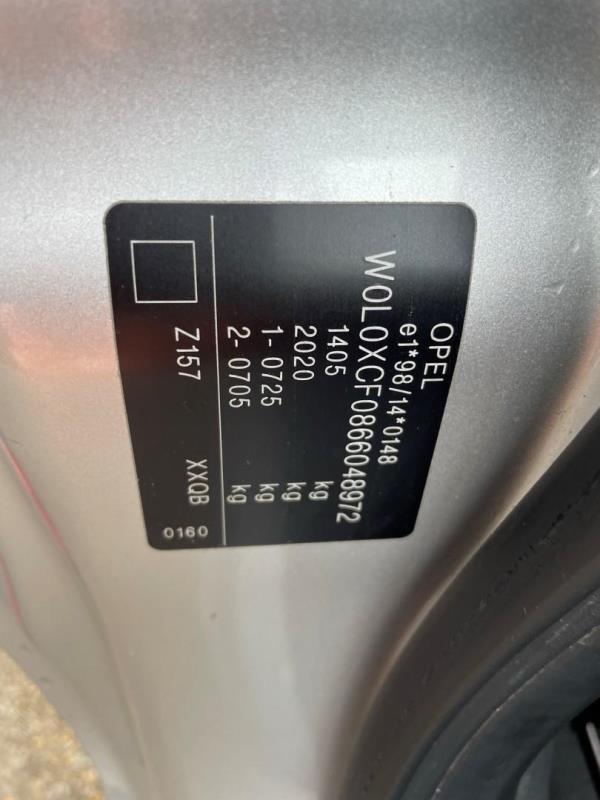 OPEL
e1*98/14*0148
W0L0XCF0866048972
1405 kg
2020 kg
1- 0725 kg
2- 0705 kg
Z157 XXQB
0160